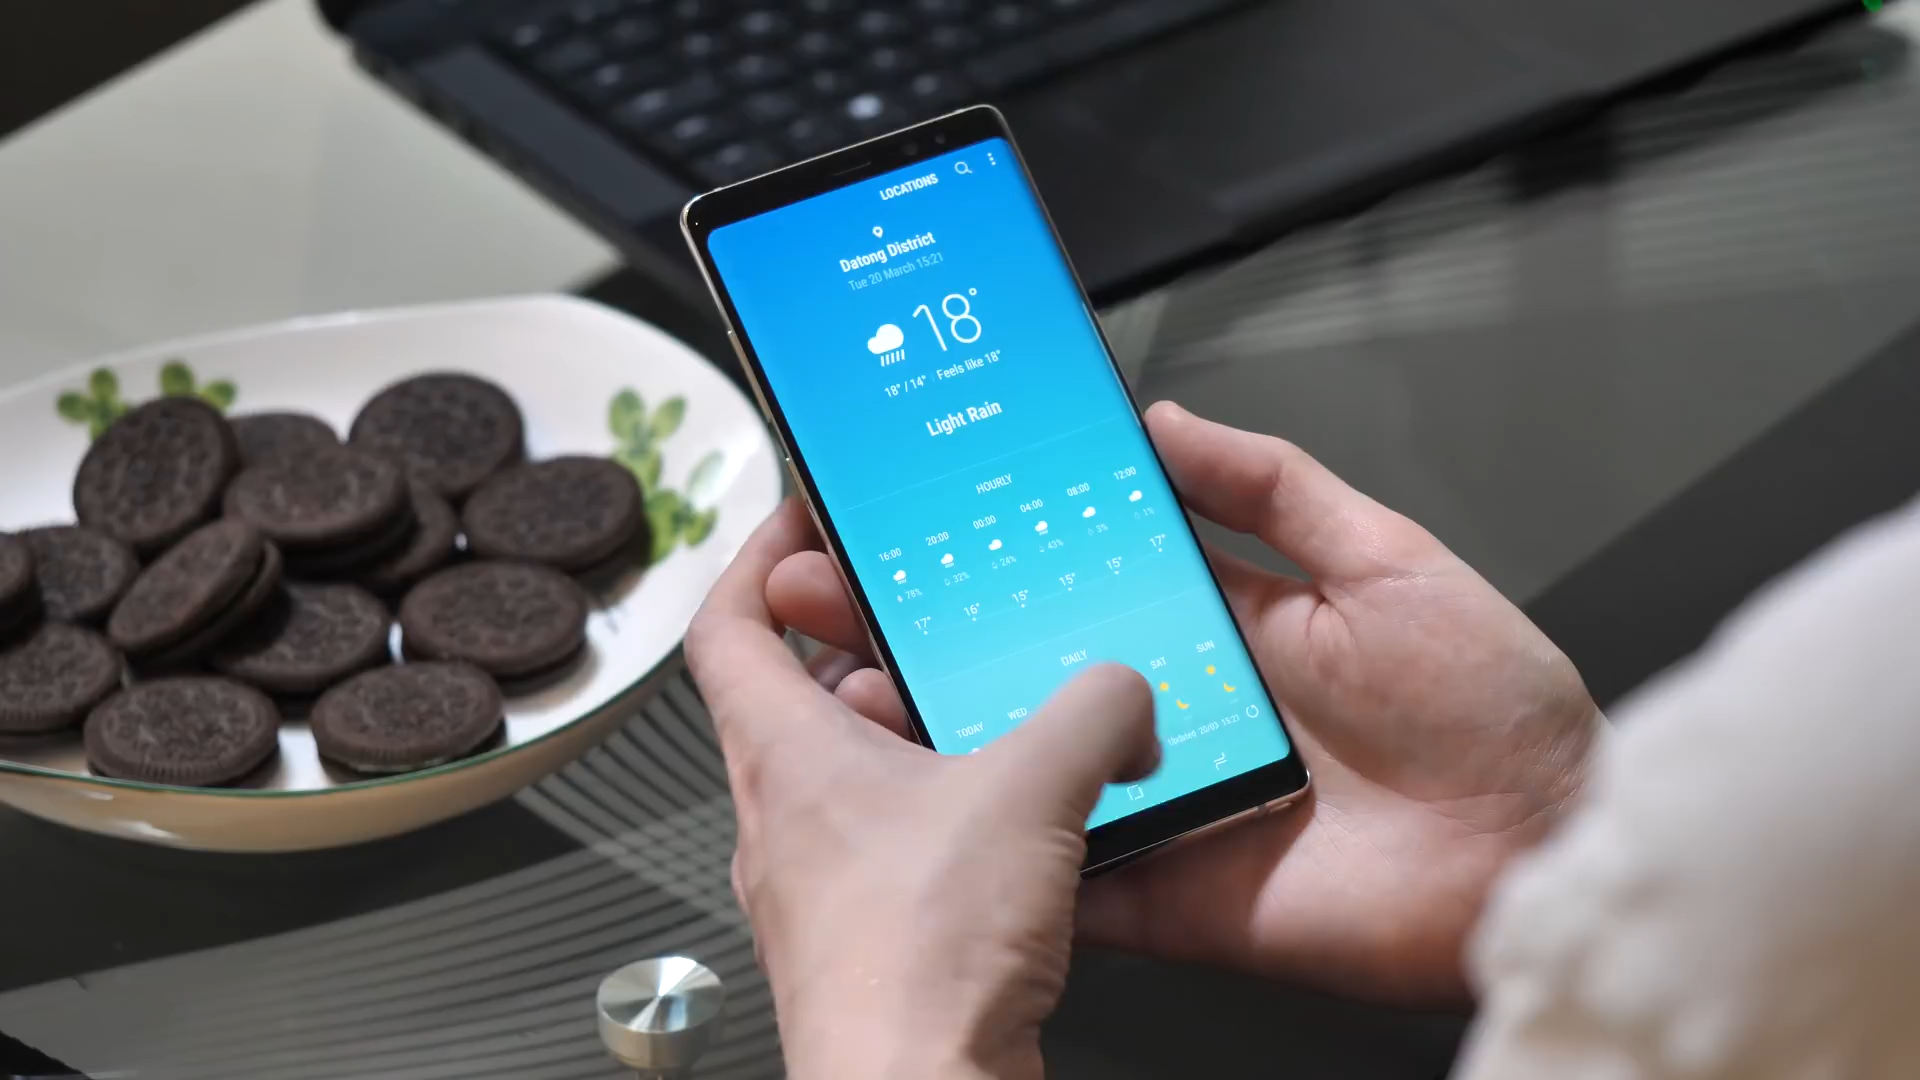 LOCATIONS
Datong District
Tue 20 March 15:21
18°
18° / 14° Feels like 18°
Light Rain
HOURLY
16:00 20:00 00:00 04:00 08:00 12:00
78% 32% 24% 43% 3% 1%
17° 16° 15° 15° 15° 17°
DAILY
TODAY WED SAT SUN
Updated 20/03 15:21